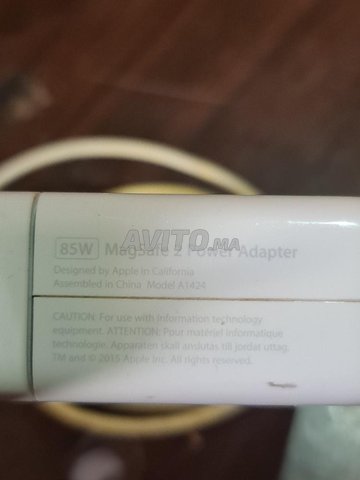 AVITO.ma
85W MagSafe 2 Power Adapter
Designed by Apple in California
Assembled in China Model A1424
CAUTION: For use with information technology
equipment. ATTENTION: Pour matériel informatique
technologie. Apparaten skall anslutas till jordat uttag.
TM and © 2015 Apple Inc. All rights reserved.